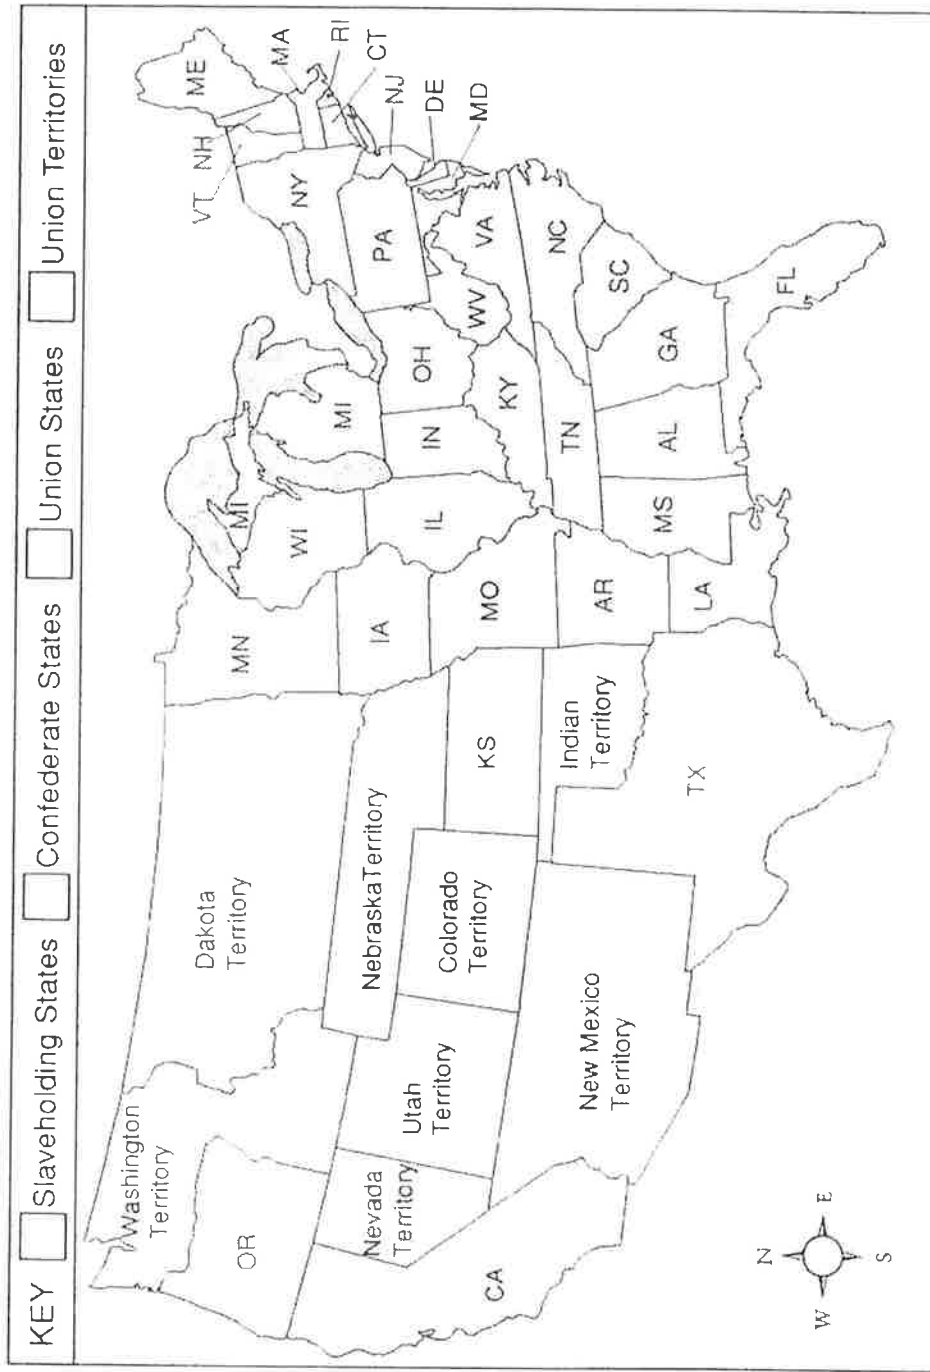 KEY
Slaveholding States
Confederate States
Union States
Union Territories
Washington
Territory
Dakota
Territory
OR
Nevada
Territory
CA
Utah
Territory
NebraskaTerritory
Colorado
Territory
New Mexico
Territory
KS
Indian
Territory
TX
MN
IA
MO
AR
LA
MI
WI
IL
MI
IN
OH
KY
TN
MS
AL
GA
FL
SC
NC
VA
WV
PA
NY
VT
NH
ME
MA
RI
CT
NJ
DE
MD
N
W
E
S